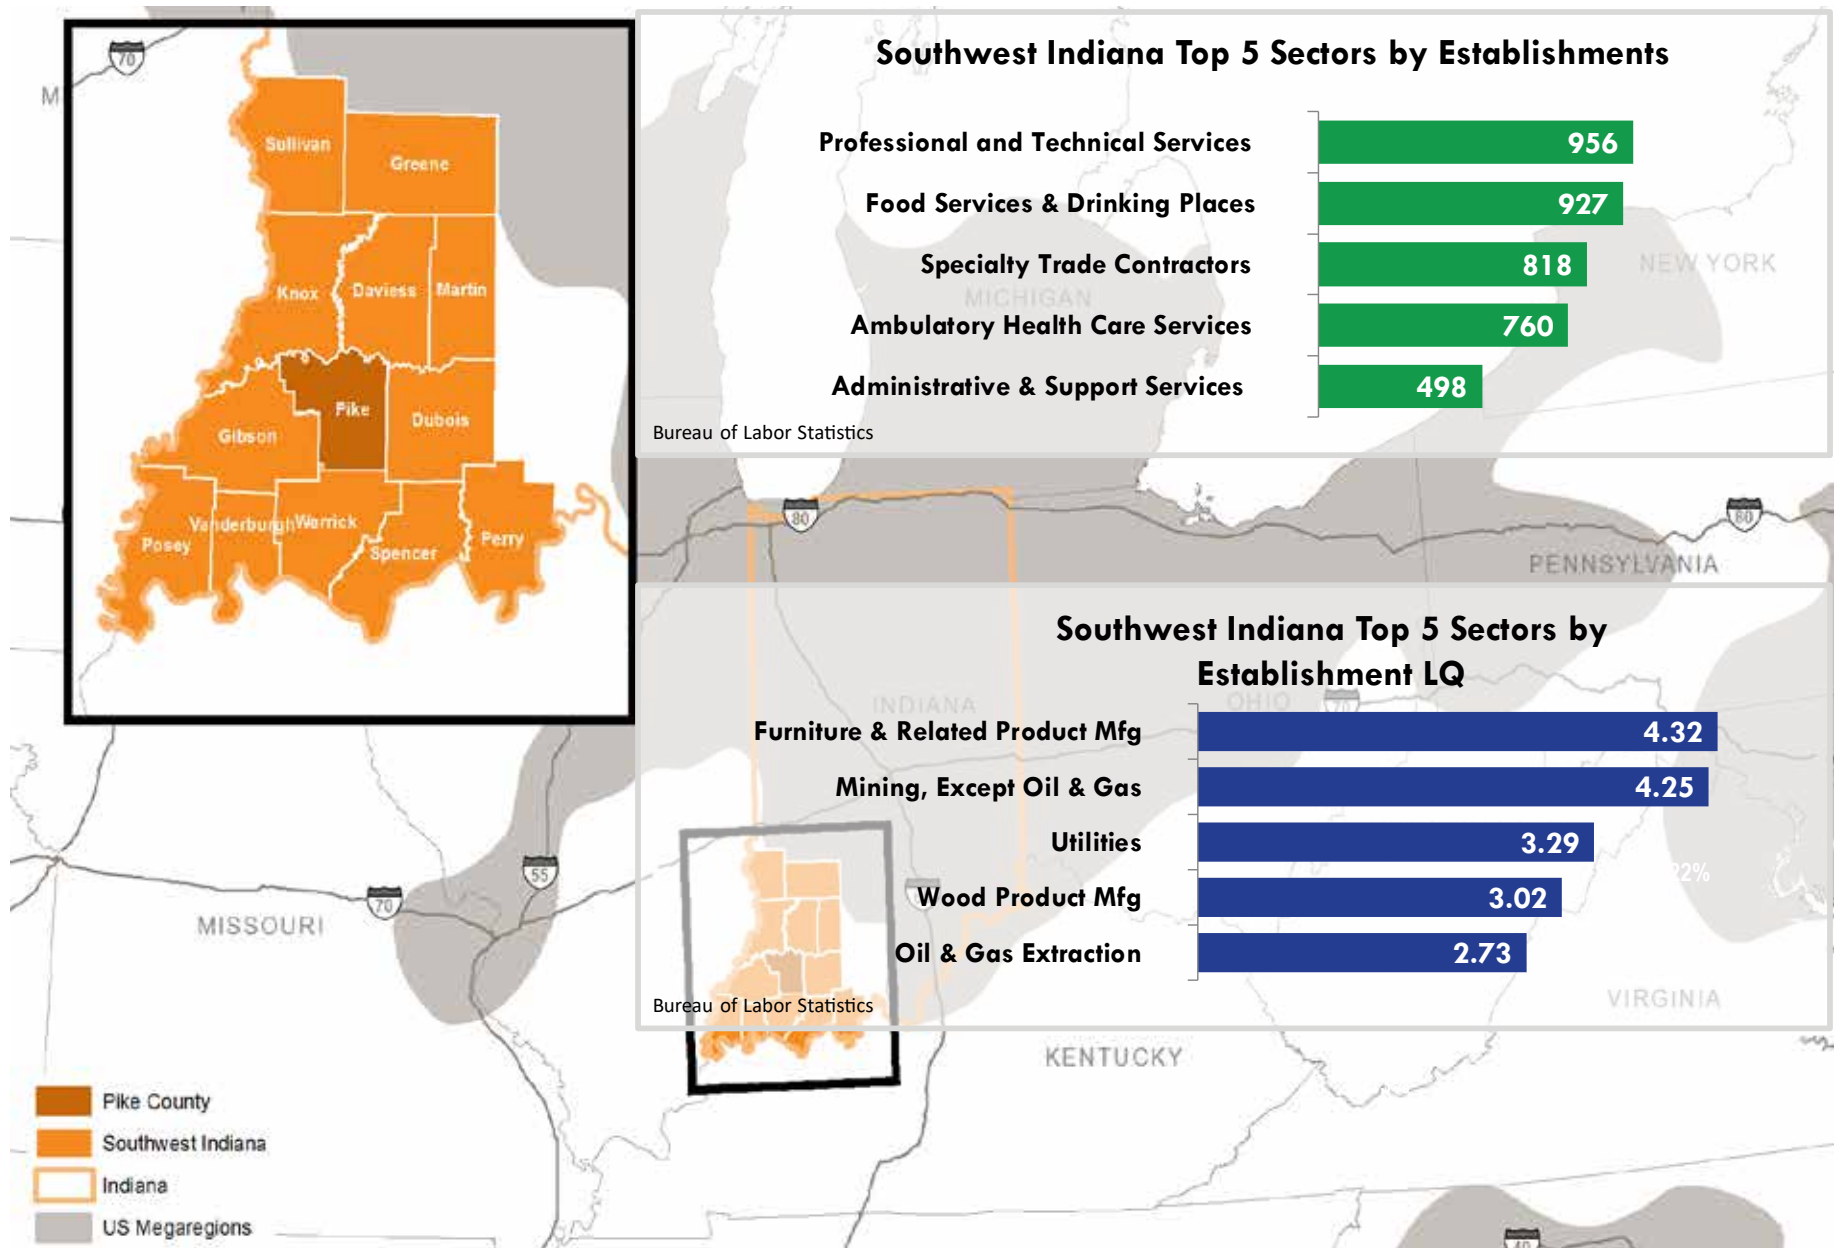 70
M
Sullivan
Greene
Knox
Daviess
Martin
Pike
Dubois
Gibson
Posey
Vanderburgh
Warrick
Spencer
Perry
Southwest Indiana Top 5 Sectors by Establishments
Professional and Technical Services 956
Food Services & Drinking Places 927
Specialty Trade Contractors 818
Ambulatory Health Care Services 760
Administrative & Support Services 498
Bureau of Labor Statistics
MICHIGAN
NEW YORK
80
80
PENNSYLVANIA
Southwest Indiana Top 5 Sectors by
Establishment LQ
INDIANA
OHIO
70
Furniture & Related Product Mfg 4.32
Mining, Except Oil & Gas 4.25
Utilities 3.29
22%
Wood Product Mfg 3.02
Oil & Gas Extraction 2.73
Bureau of Labor Statistics
VIRGINIA
55
70
MISSOURI
KENTUCKY
Pike County
Southwest Indiana
Indiana
US Megaregions
40